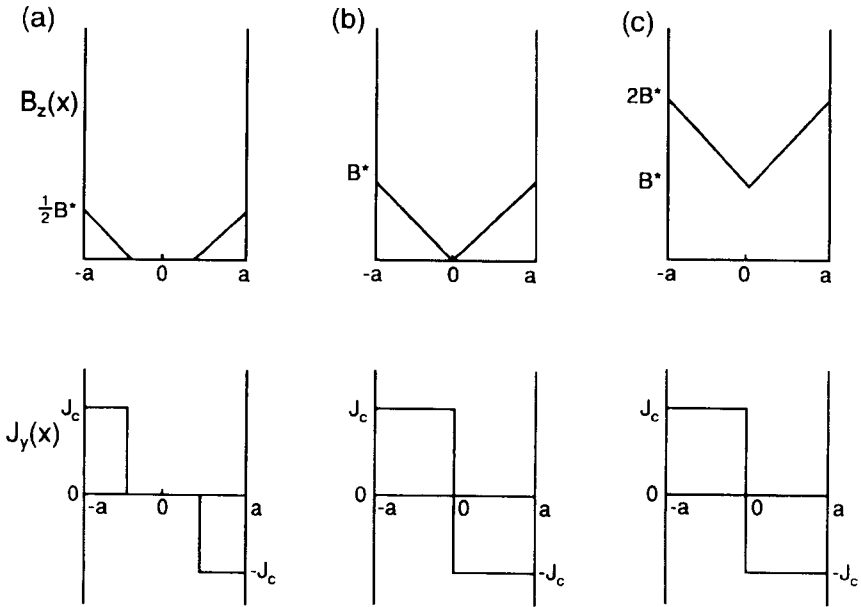 (a)
(b)
(c)
B_z(x)
½B*
-a 0 a
B*
-a 0 a
2B*
B*
-a 0 a
J_y(x)
J_c
0
-a 0 a
-J_c
J_c
0
-a 0 a
-J_c
J_c
0
-a 0 a
-J_c